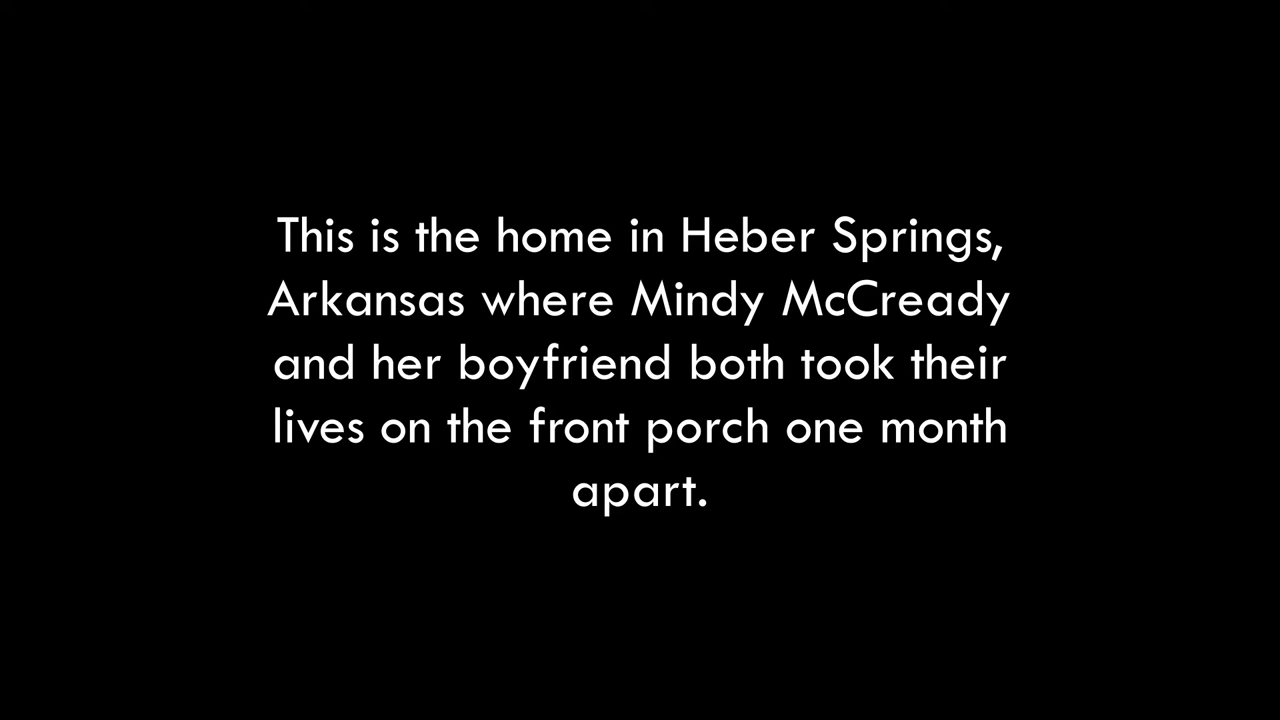 This is the home in Heber Springs,
Arkansas where Mindy McCready
and her boyfriend both took their
lives on the front porch one month
apart.